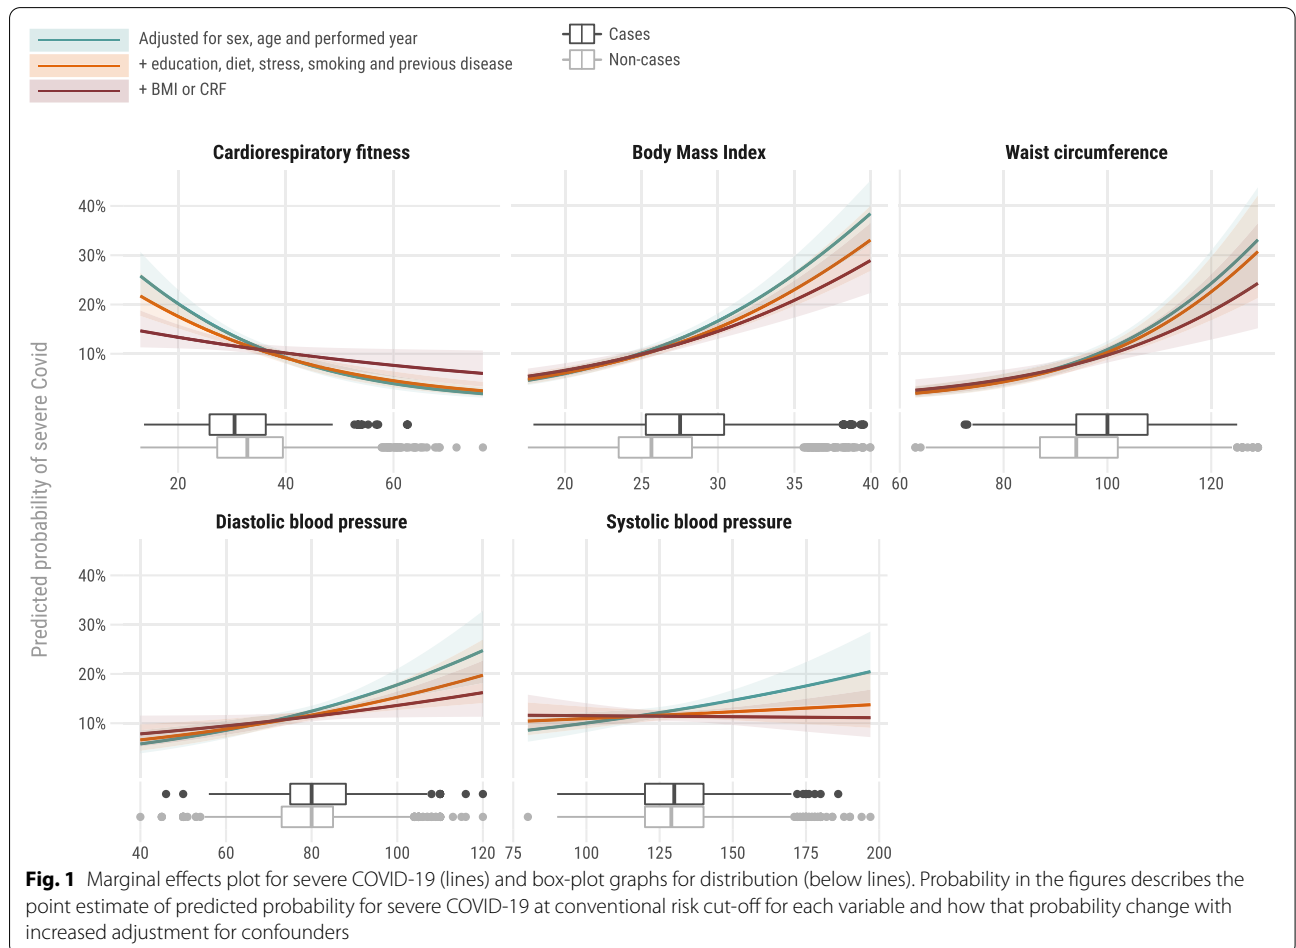 Adjusted for sex, age and performed year
+ education, diet, stress, smoking and previous disease
+ BMI or CRF
Cases
Non-cases
Predicted probability of severe Covid
Cardiorespiratory fitness
Body Mass Index
Waist circumference
40%
30%
20%
10%
20 40 60
20 25 30 35 40
60 80 100 120
Diastolic blood pressure
Systolic blood pressure
40%
30%
20%
10%
40 60 80 100 120
75 100 125 150 175 200
Fig. 1 Marginal effects plot for severe COVID-19 (lines) and box-plot graphs for distribution (below lines). Probability in the figures describes the
point estimate of predicted probability for severe COVID-19 at conventional risk cut-off for each variable and how that probability change with
increased adjustment for confounders